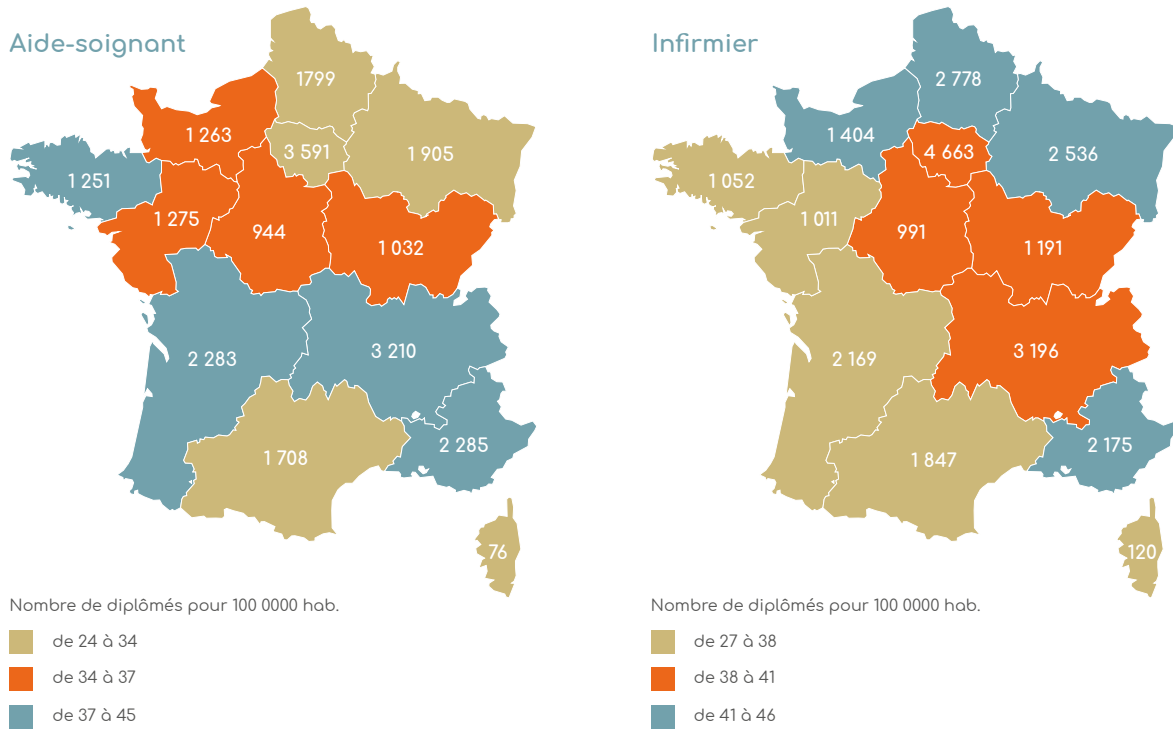 Aide-soignant
1799
1 263
3 591
1 905
1 251
1 275
944
1 032
2 283
3 210
2 285
1 708
76
Nombre de diplômés pour 100 0000 hab.
de 24 à 34
de 34 à 37
de 37 à 45
Infirmier
2 778
1 404
4 663
2 536
1 052
1 011
991
1 191
2 169
3 196
2 175
1 847
120
Nombre de diplômés pour 100 0000 hab.
de 27 à 38
de 38 à 41
de 41 à 46